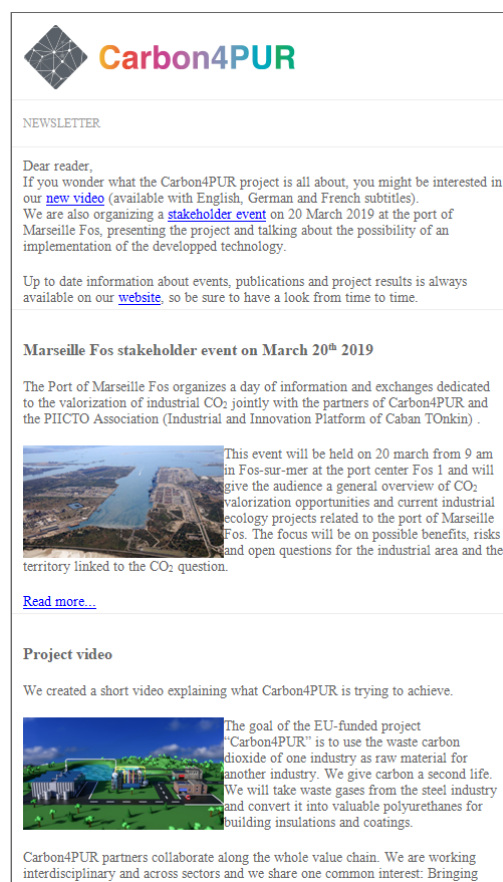 Carbon4PUR
NEWSLETTER
Dear reader,
If you wonder what the Carbon4PUR project is all about, you might be interested in
our new video (available with English, German and French subtitles).
We are also organizing a stakeholder event on 20 March 2019 at the port of
Marseille Fos, presenting the project and talking about the possibility of an
implementation of the developped technology.
Up to date information about events, publications and project results is always
available on our website, so be sure to have a look from time to time.
Marseille Fos stakeholder event on March 20th 2019
The Port of Marseille Fos organizes a day of information and exchanges dedicated
to the valorization of industrial CO₂ jointly with the partners of Carbon4PUR and
the PIICTO Association (Industrial and Innovation Platform of Caban TOnkin) .
This event will be held on 20 march from 9 am
in Fos-sur-mer at the port center Fos 1 and will
give the audience a general overview of CO₂
valorization opportunities and current industrial
ecology projects related to the port of Marseille
Fos. The focus will be on possible benefits, risks
and open questions for the industrial area and the
territory linked to the CO₂ question.
Read more...
Project video
We created a short video explaining what Carbon4PUR is trying to achieve.
The goal of the EU-funded project
“Carbon4PUR” is to use the waste carbon
dioxide of one industry as raw material for
another industry. We give carbon a second life.
We will take waste gases from the steel industry
and convert it into valuable polyurethanes for
building insulations and coatings.
Carbon4PUR partners collaborate along the whole value chain. We are working
interdisciplinary and across sectors and we share one common interest: Bringing